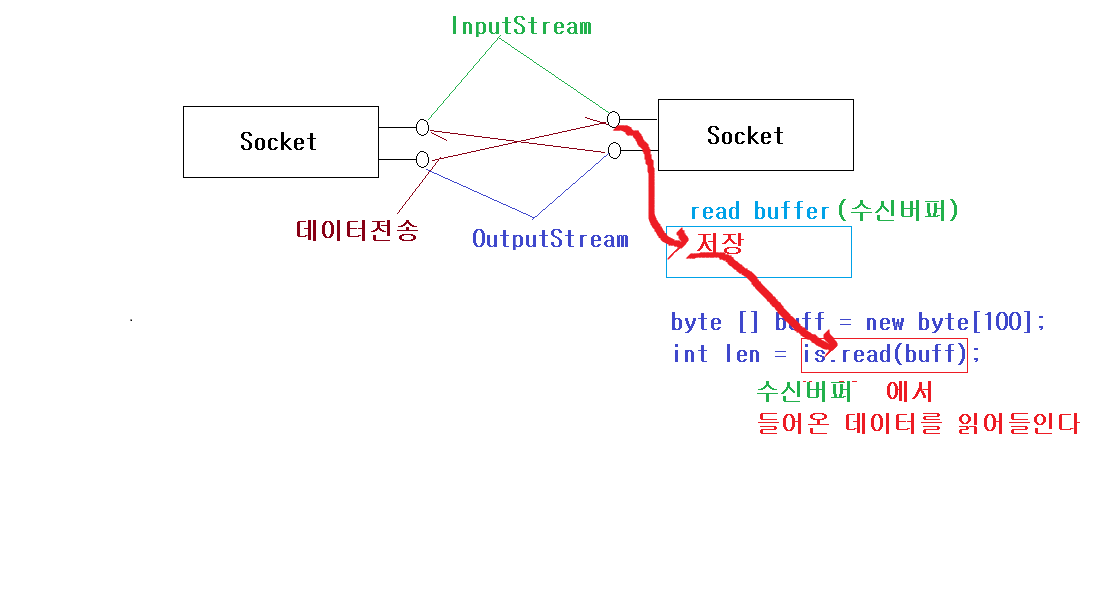 InputStream
Socket
Socket
데이터전송
OutputStream
read buffer(수신버퍼)
저장
byte [] buff = new byte[100];
int len = is.read(buff);
수신버퍼 에서
들어온 데이터를 읽어들인다